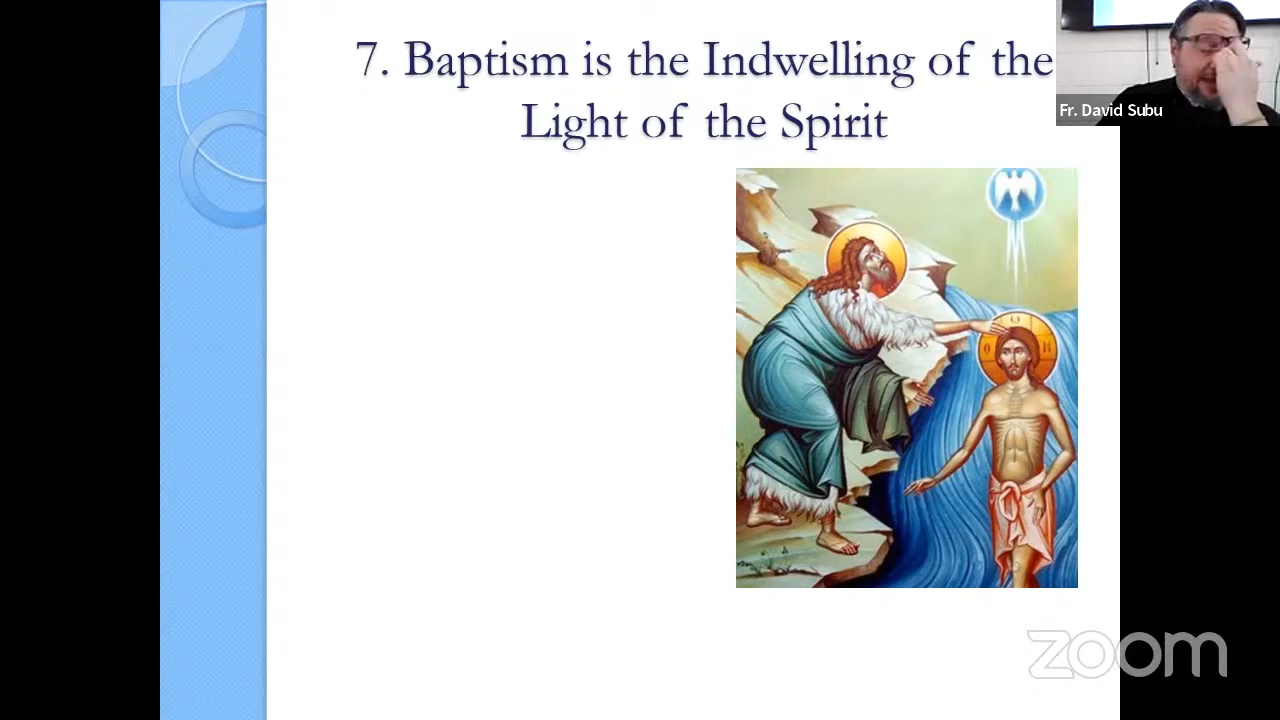 7. Baptism is the Indwelling of the
Light of the Spirit
Fr. David Subu
Ο
Ο Ν
zoom